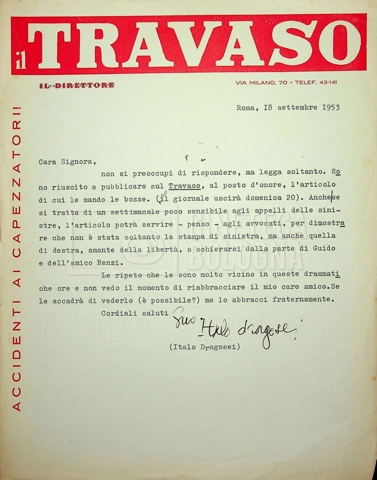 il TRAVASO
IL DIRETTORE
VIA MILANO, 70 - TELEF. 43-141
Roma, 18 settembre 1953
Cara Signora,
non si preoccupi di rispondere, ma legga soltanto. So
no riuscito a pubblicare sul Travaso, al posto d'onore, l'articolo
di cui le mando le bozze. (Il giornale uscirà domenica 20). Anche se
si tratta di un settimanale poco sensibile agli appelli delle sini-
stre, l'articolo potrà servire - penso - agli avvocati, per dimostra
re che non è stata soltanto la stampa di sinistra, ma anche quella
di destra, amante della libertà, a schierarsi dalla parte di Guido
e dell'amico Renzi.
Le ripeto che le sono molto vicino in queste drammati
che ore e non vedo il momento di riabbracciare il mio caro amico.Se
le accadrà di vederlo (è possibile?) me lo abbracci fraternamente.
Cordiali saluti
Suo Italo Dragosei
(Italo Dragosei)
ACCIDENTI AI CAPEZZATORI!